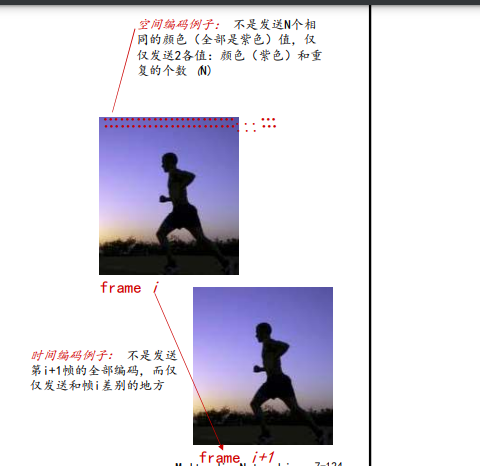 空间编码例子： 不是发送N个相
同的颜色（全部是紫色）值，仅
仅发送2各值：颜色（紫色）和重
复的个数（N）
frame i
时间编码例子： 不是发送
第i+1帧的全部编码，而仅
仅发送和帧i差别的地方
frame i+1
7-124